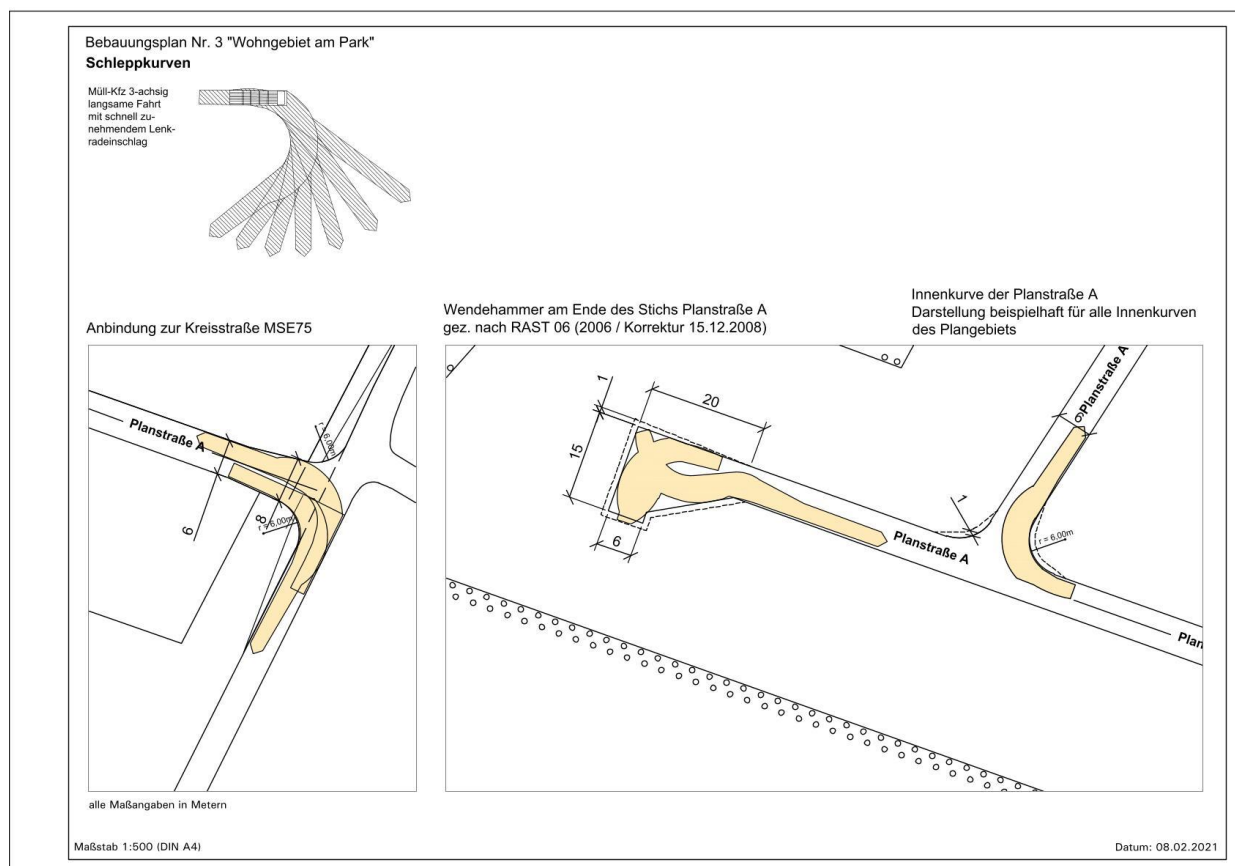 Bebauungsplan Nr. 3 "Wohngebiet am Park"
Schleppkurven
Müll-Kfz 3-achsig
langsame Fahrt
mit schnell zu-
nehmendem Lenk-
radeinschlag
Anbindung zur Kreisstraße MSE75
Planstraße A
r = 6,00m
6
8
r = 6,00m
Wendehammer am Ende des Stichs Planstraße A
gez. nach RAST 06 (2006 / Korrektur 15.12.2008)
Innenkurve der Planstraße A
Darstellung beispielhaft für alle Innenkurven
des Plangebiets
1
20
15
6
Planstraße A
1
6
Planstraße A
r = 6,00m
Plan
alle Maßangaben in Metern
Maßstab 1:500 (DIN A4)
Datum: 08.02.2021